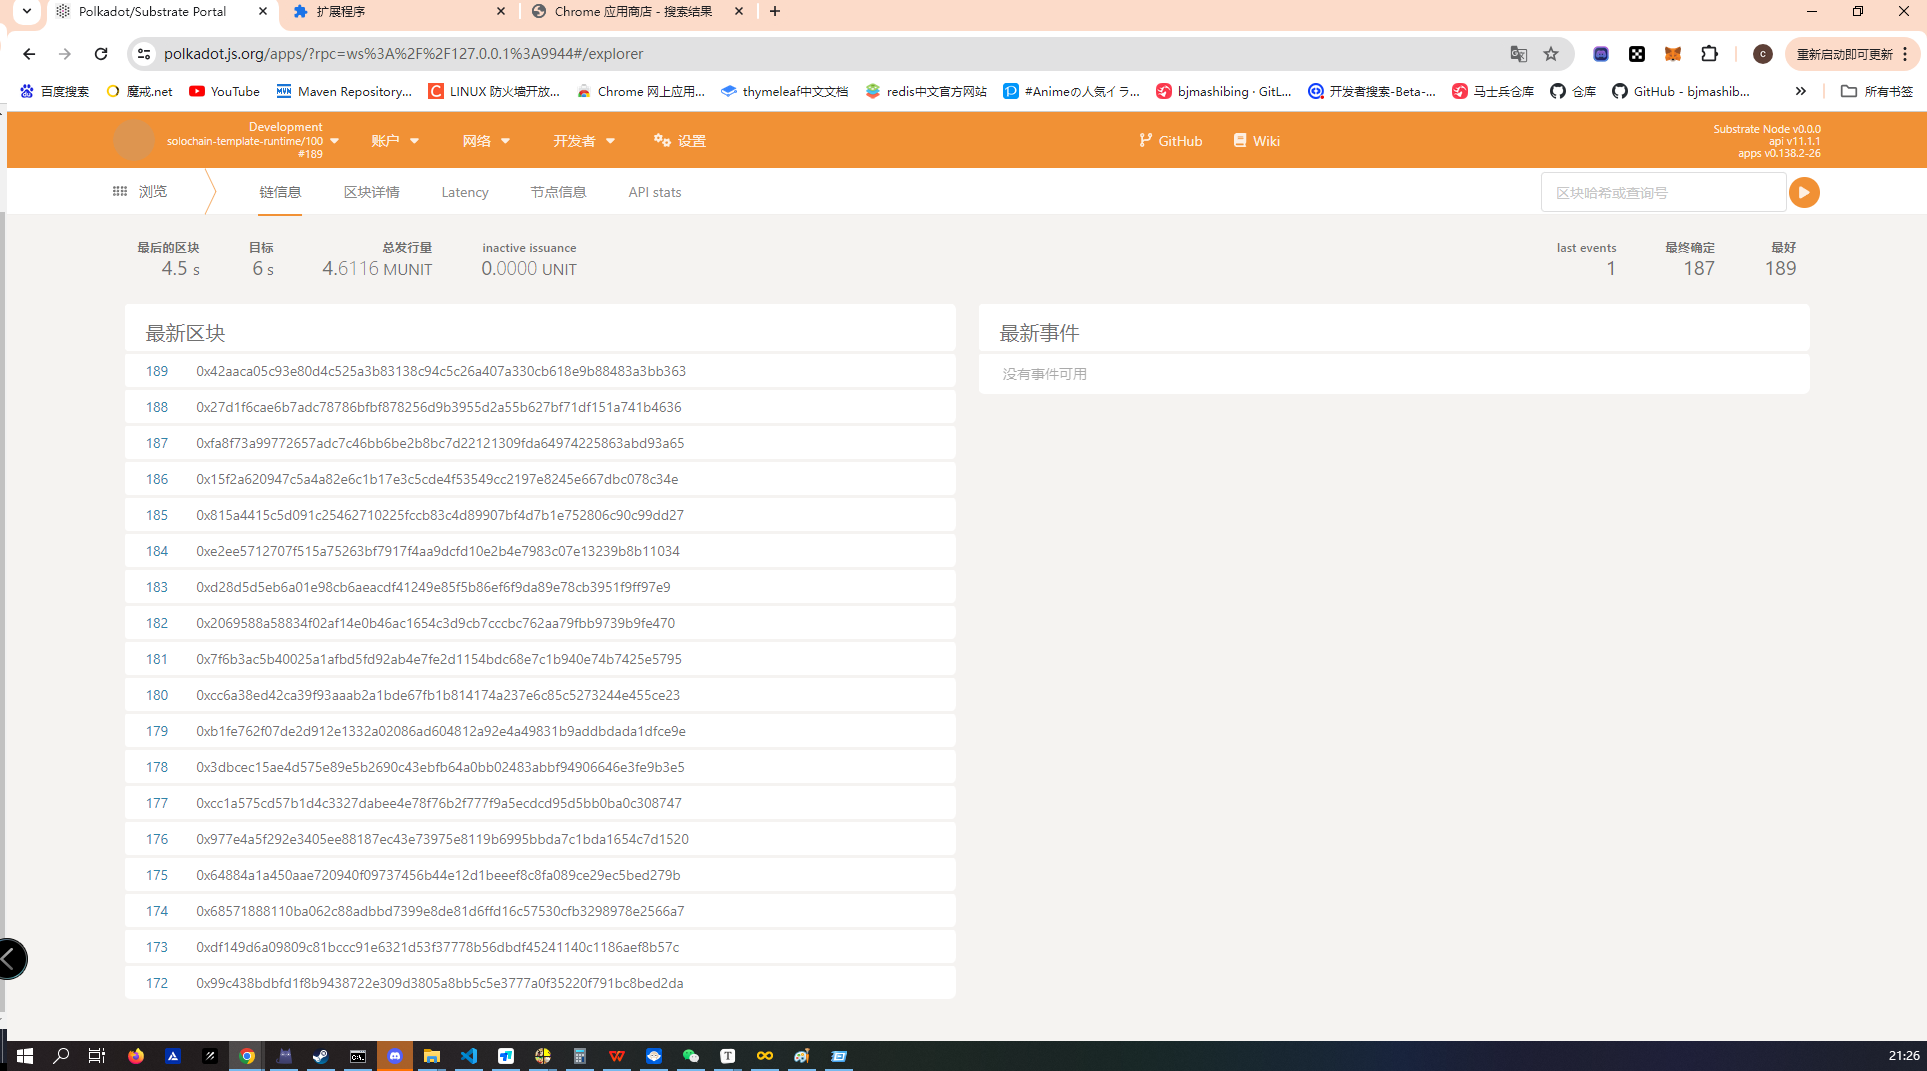 Polkadot/Substrate Portal
扩展程序
Chrome 应用商店 - 搜索结果
polkadot.js.org/apps/?rpc=ws%3A%2F%2F127.0.0.1%3A9944#/explorer
重新启动即可更新
百度搜索
魔戒.net
YouTube
Maven Repository...
LINUX 防火墙开放...
Chrome 网上应用...
thymeleaf中文文档
redis中文官方网站
#Animeの人気イラ...
bjmashibing · GitL...
开发者搜索-Beta-...
马士兵仓库
仓库
GitHub - bjmashib...
所有书签
Development
solochain-template-runtime/100
#189
账户
网络
开发者
设置
GitHub
Wiki
Substrate Node v0.0.0
api v11.1.1
apps v0.138.2-26
浏览
链信息
区块详情
Latency
节点信息
API stats
区块哈希或查询号
最后的区块
4.5 s
目标
6 s
总发行量
4.6116 MUNIT
inactive issuance
0.0000 UNIT
last events
1
最终确定
187
最好
189
最新区块
189 0x42aaca05c93e80d4c525a3b83138c94c5c26a407a330cb618e9b88483a3bb363
188 0x27d1f6cae6b7adc78786bfbf878256d9b3955d2a55b627bf71df151a741b4636
187 0xfa8f73a99772657adc7c46bb6be2b8bc7d22121309fda64974225863abd93a65
186 0x15f2a620947c5a4a82e6c1b17e3c5cde4f53549cc2197e8245e667dbc078c34e
185 0x815a4415c5d091c25462710225fccb83c4d89907bf4d7b1e752806c90c99dd27
184 0xe2ee5712707f515a75263bf7917f4aa9dcfd10e2b4e7983c07e13239b8b11034
183 0xd28d5d5eb6a01e98cb6aeacdf41249e85f5b86ef6f9da89e78cb3951f9ff97e9
182 0x2069588a58834f02af14e0b46ac1654c3d9cb7cccbc762aa79fbb9739b9fe470
181 0x7f6b3ac5b40025a1afbd5fd92ab4e7fe2d1154bdc68e7c1b940e74b7425e5795
180 0xcc6a38ed42ca39f93aaab2a1bde67fb1b814174a237e6c85c5273244e455ce23
179 0xb1fe762f07de2d912e1332a02086ad604812a92e4a49831b9addbdada1dfce9e
178 0x3dbcec15ae4d575e89e5b2690c43ebfb64a0bb02483abbf94906646e3fe9b3e5
177 0xcc1a575cd57b1d4c3327dabee4e78f76b2f777f9a5ecdcd95d5bb0ba0c308747
176 0x977e4a5f292e3405ee88187ec43e73975e8119b6995bbda7c1bda1654c7d1520
175 0x64884a1a450aae720940f09737456b44e12d1beeef8c8fa089ce29ec5bed279b
174 0x68571888110ba062c88adbbd7399e8de81d6ffd16c57530cfb3298978e2566a7
173 0xdf149d6a09809c81bccc91e6321d53f37778b56dbdf45241140c1186aef8b57c
172 0x99c438bdbfd1f8b9438722e309d3805a8bb5c5e3777a0f35220f791bc8bed2da
最新事件
没有事件可用
21:26